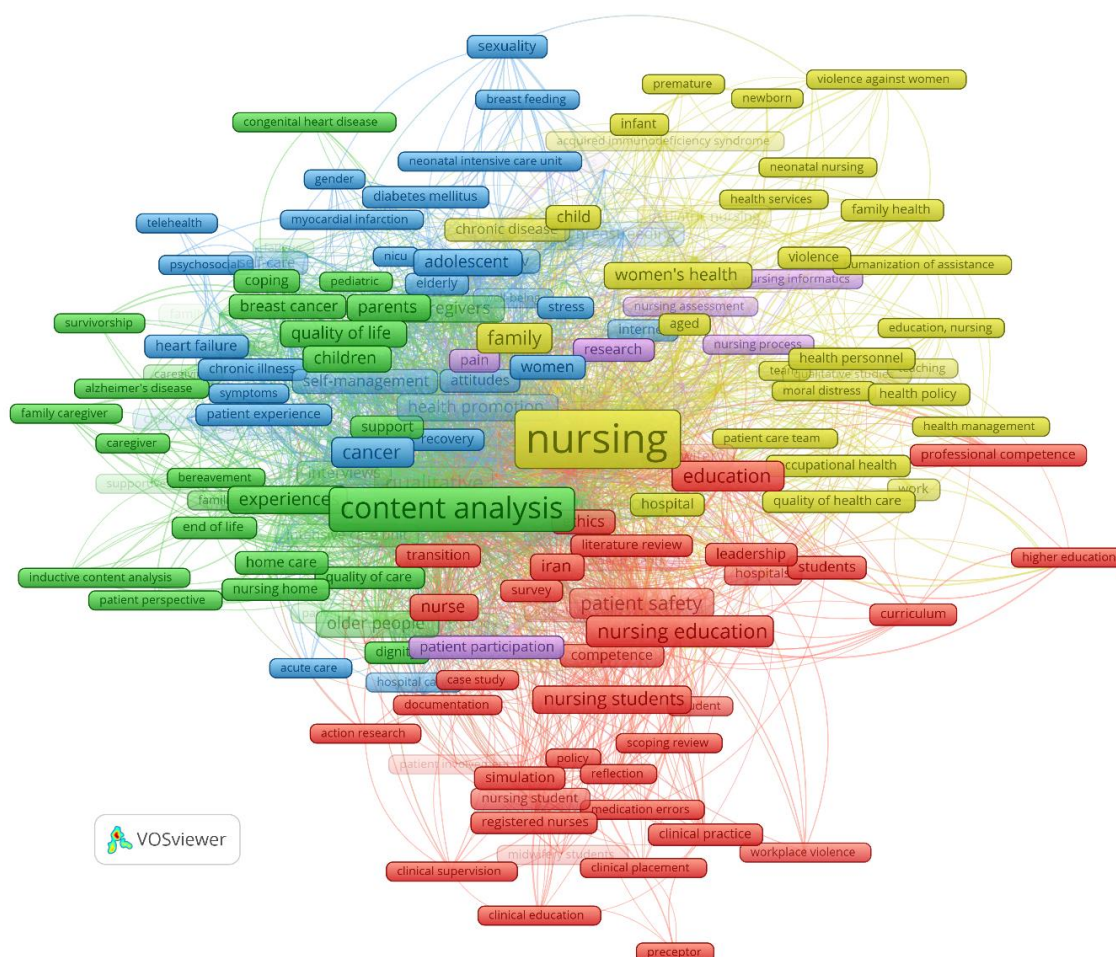 sexuality
violence against women
premature
breast feeding
newborn
congenital heart disease
infant
acquired immunodeficiency syndrome
neonatal intensive care unit
neonatal nursing
gender
diabetes mellitus
health services
family health
telehealth
myocardial infarction
chronic disease
child
nicu
adolescent
violence
humanization of assistance
psychosocial
coping
pediatric
elderly
women's health
nursing informatics
breast cancer
parents
stress
nursing assessment
survivorship
quality of life
family
aged
education, nursing
heart failure
children
pain
research
nursing process
health personnel
chronic illness
women
qualitative studies
teaching
alzheimer's disease
symptoms
self-management
attitudes
moral distress
health policy
family caregiver
patient experience
health promotion
support
nursing
health management
caregiver
cancer
recovery
patient care team
professional competence
bereavement
interviews
qualitative
education
occupational health
experience
content analysis
hospital
quality of health care
work
end of life
ethics
transition
literature review
leadership
higher education
home care
iran
hospitals
students
inductive content analysis
quality of care
nursing home
survey
patient perspective
nurse
patient safety
curriculum
older people
nursing education
dignity
patient participation
competence
acute care
case study
documentation
nursing students
action research
scoping review
policy
simulation
reflection
nursing student
medication errors
registered nurses
clinical practice
VOSviewer
midwifery students
workplace violence
clinical supervision
clinical placement
clinical education
preceptor